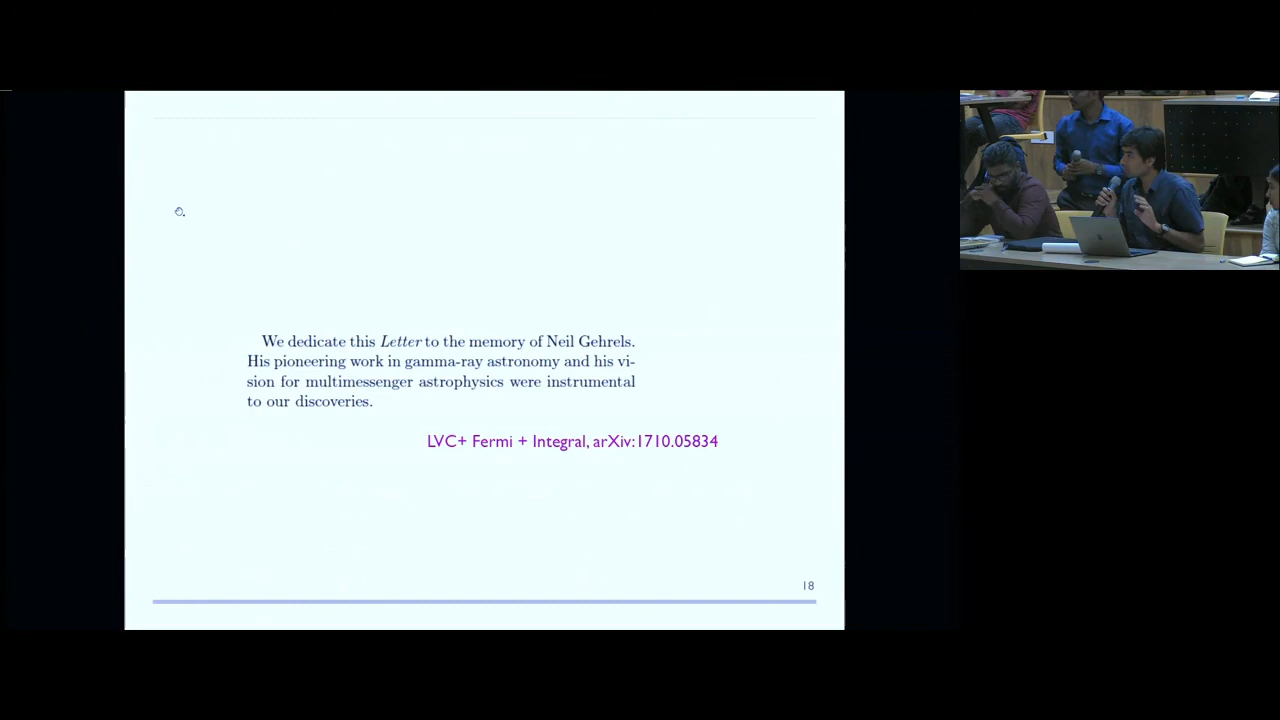 We dedicate this Letter to the memory of Neil Gehrels.
His pioneering work in gamma-ray astronomy and his vi-
sion for multimessenger astrophysics were instrumental
to our discoveries.
LVC+ Fermi + Integral, arXiv:1710.05834
18